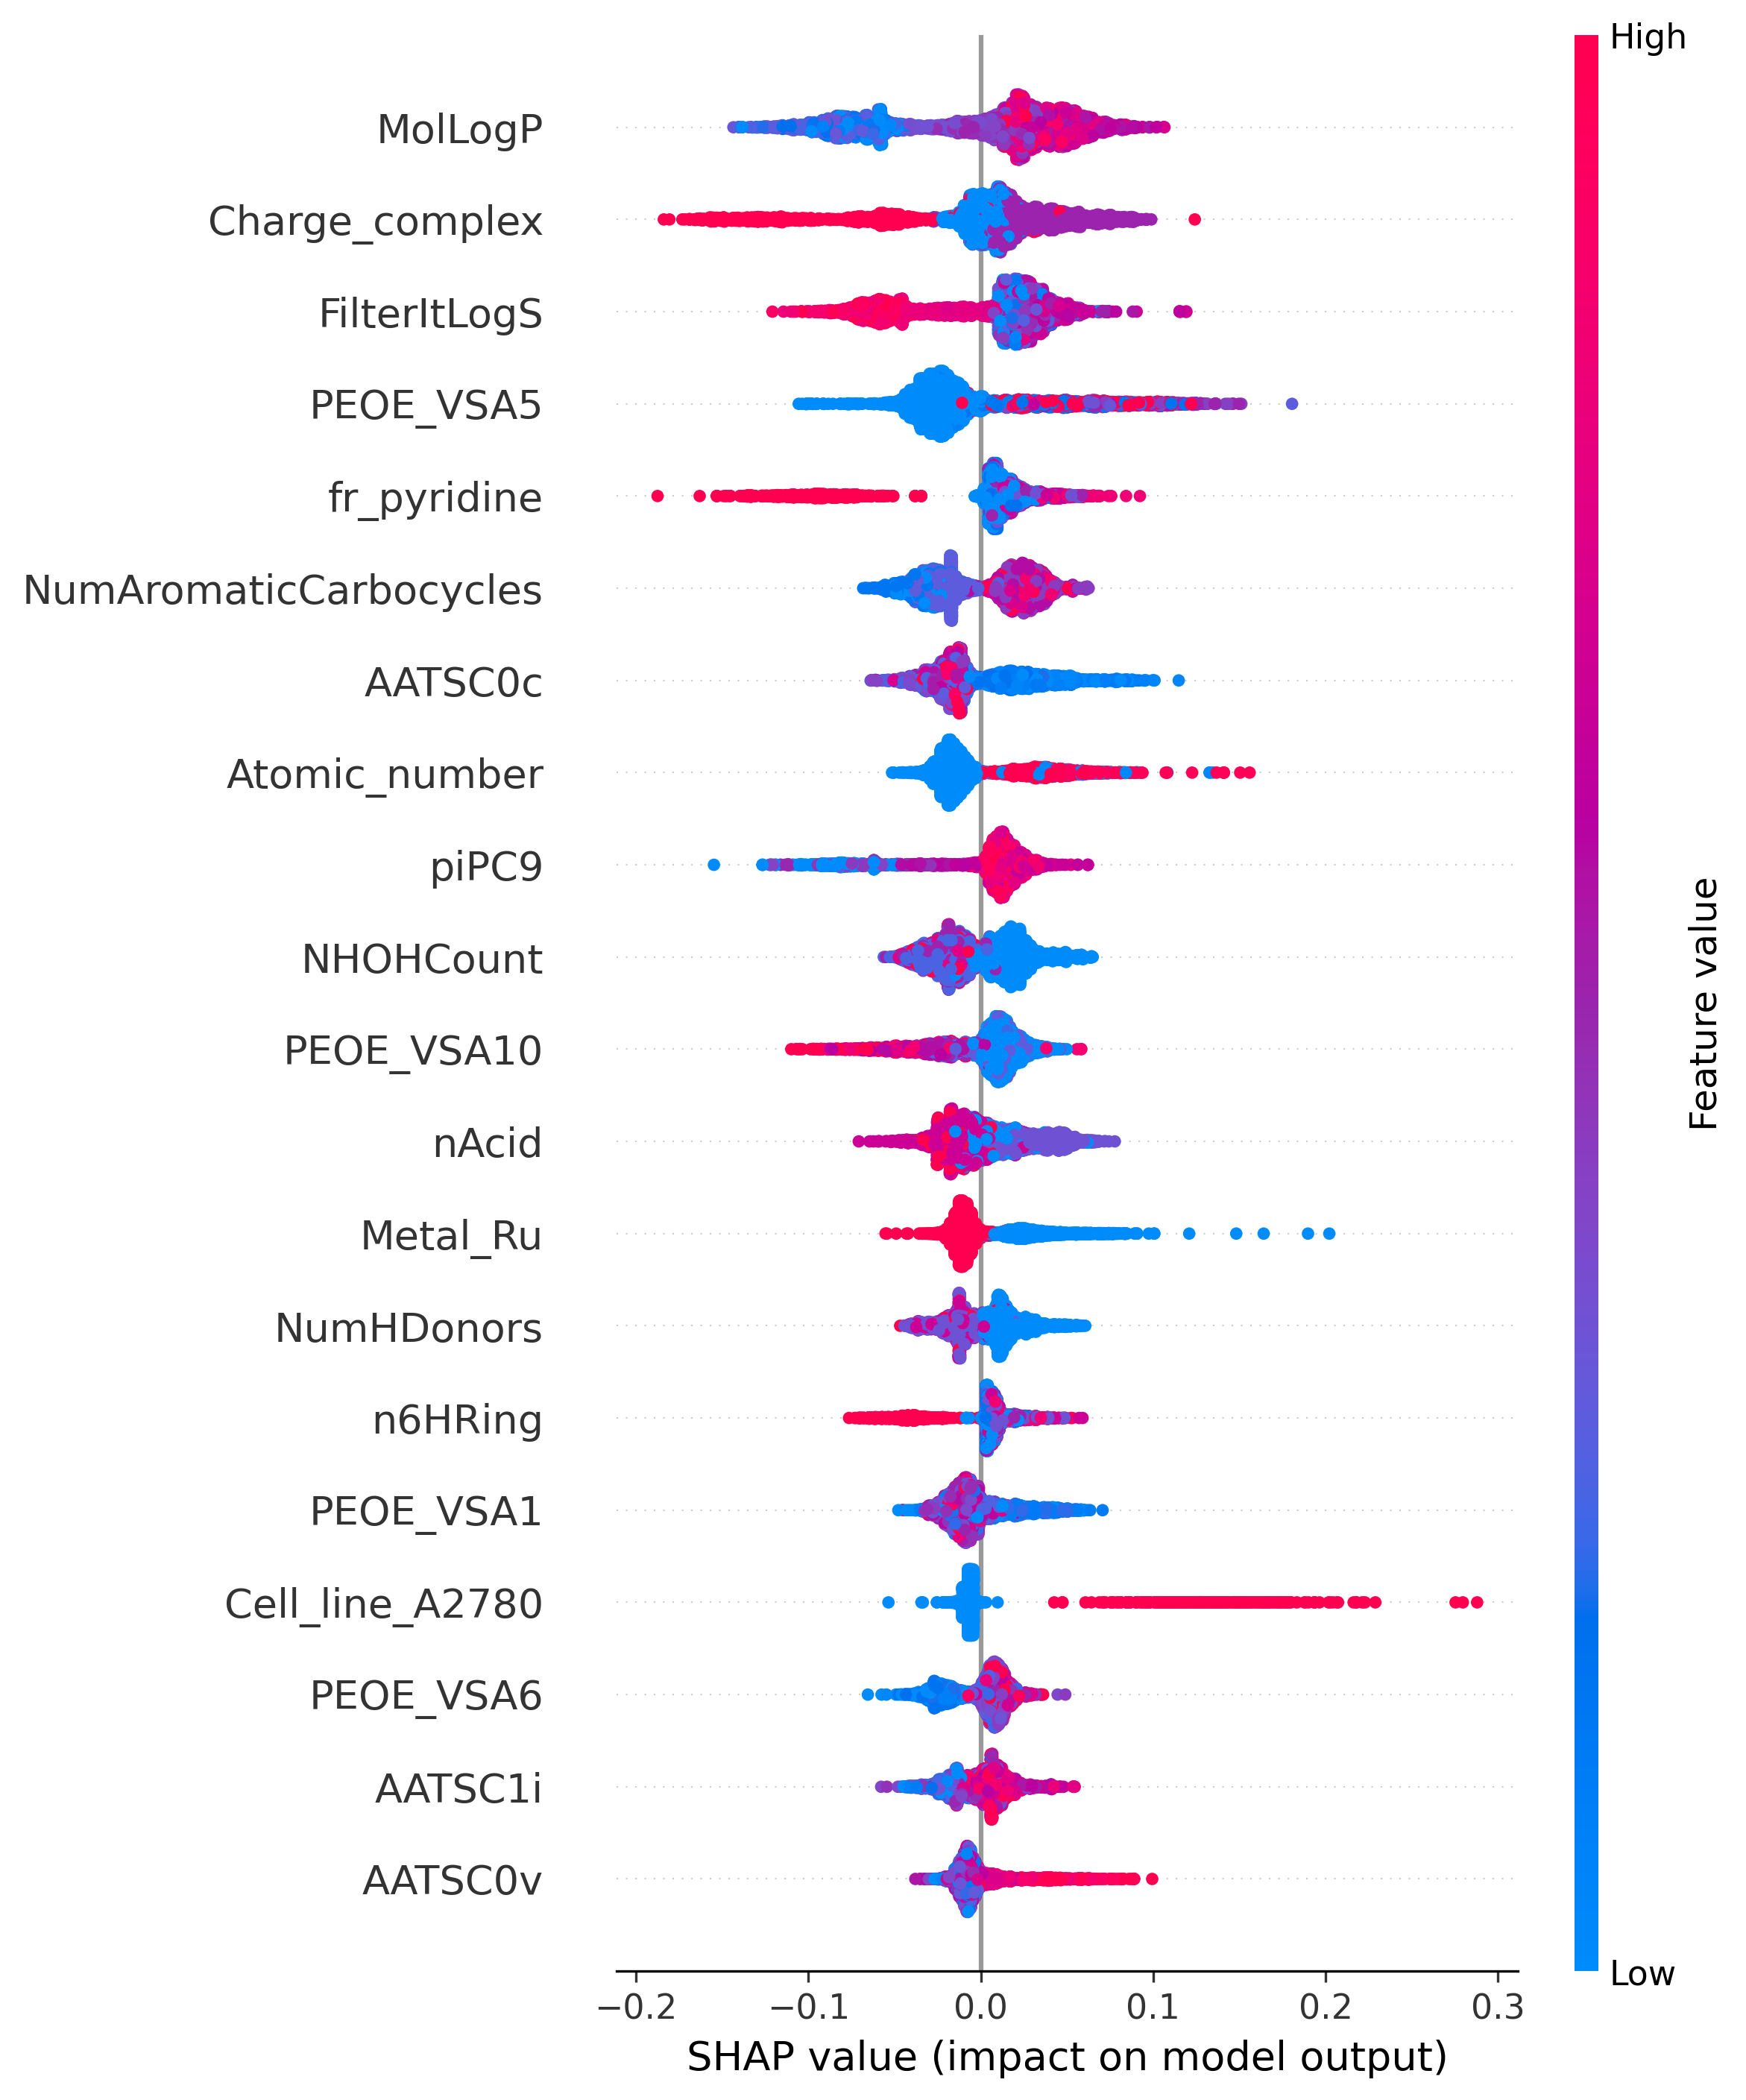 High
MolLogP
Charge_complex
FilterItLogS
PEOE_VSA5
fr_pyridine
NumAromaticCarbocycles
AATSC0c
Atomic_number
piPC9
NHOHCount
PEOE_VSA10
nAcid
Metal_Ru
NumHDonors
n6HRing
PEOE_VSA1
Cell_line_A2780
PEOE_VSA6
AATSC1i
AATSC0v
Feature value
Low
−0.2 −0.1 0.0 0.1 0.2 0.3
SHAP value (impact on model output)